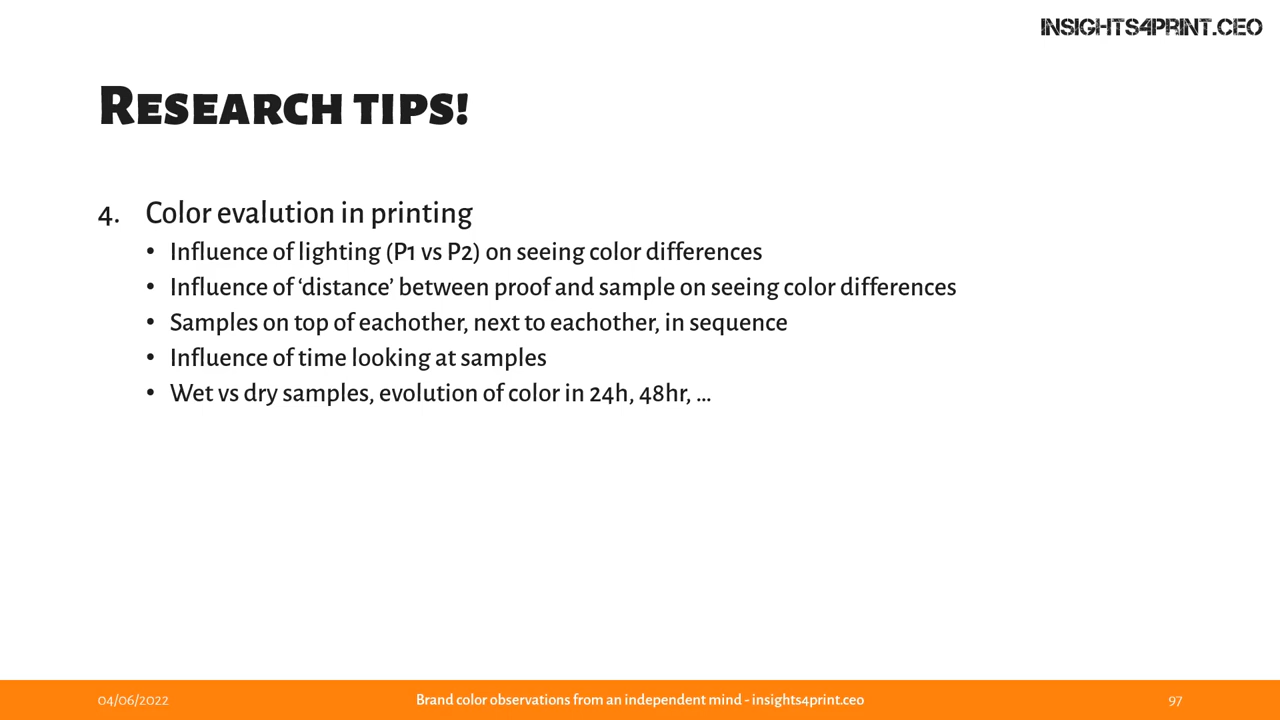 INSIGHTS4PRINT.CEO
Research tips!
4. Color evalution in printing
• Influence of lighting (P1 vs P2) on seeing color differences
• Influence of ‘distance’ between proof and sample on seeing color differences
• Samples on top of eachother, next to eachother, in sequence
• Influence of time looking at samples
• Wet vs dry samples, evolution of color in 24h, 48hr, ...
04/06/2022 Brand color observations from an independent mind - insights4print.ceo 97